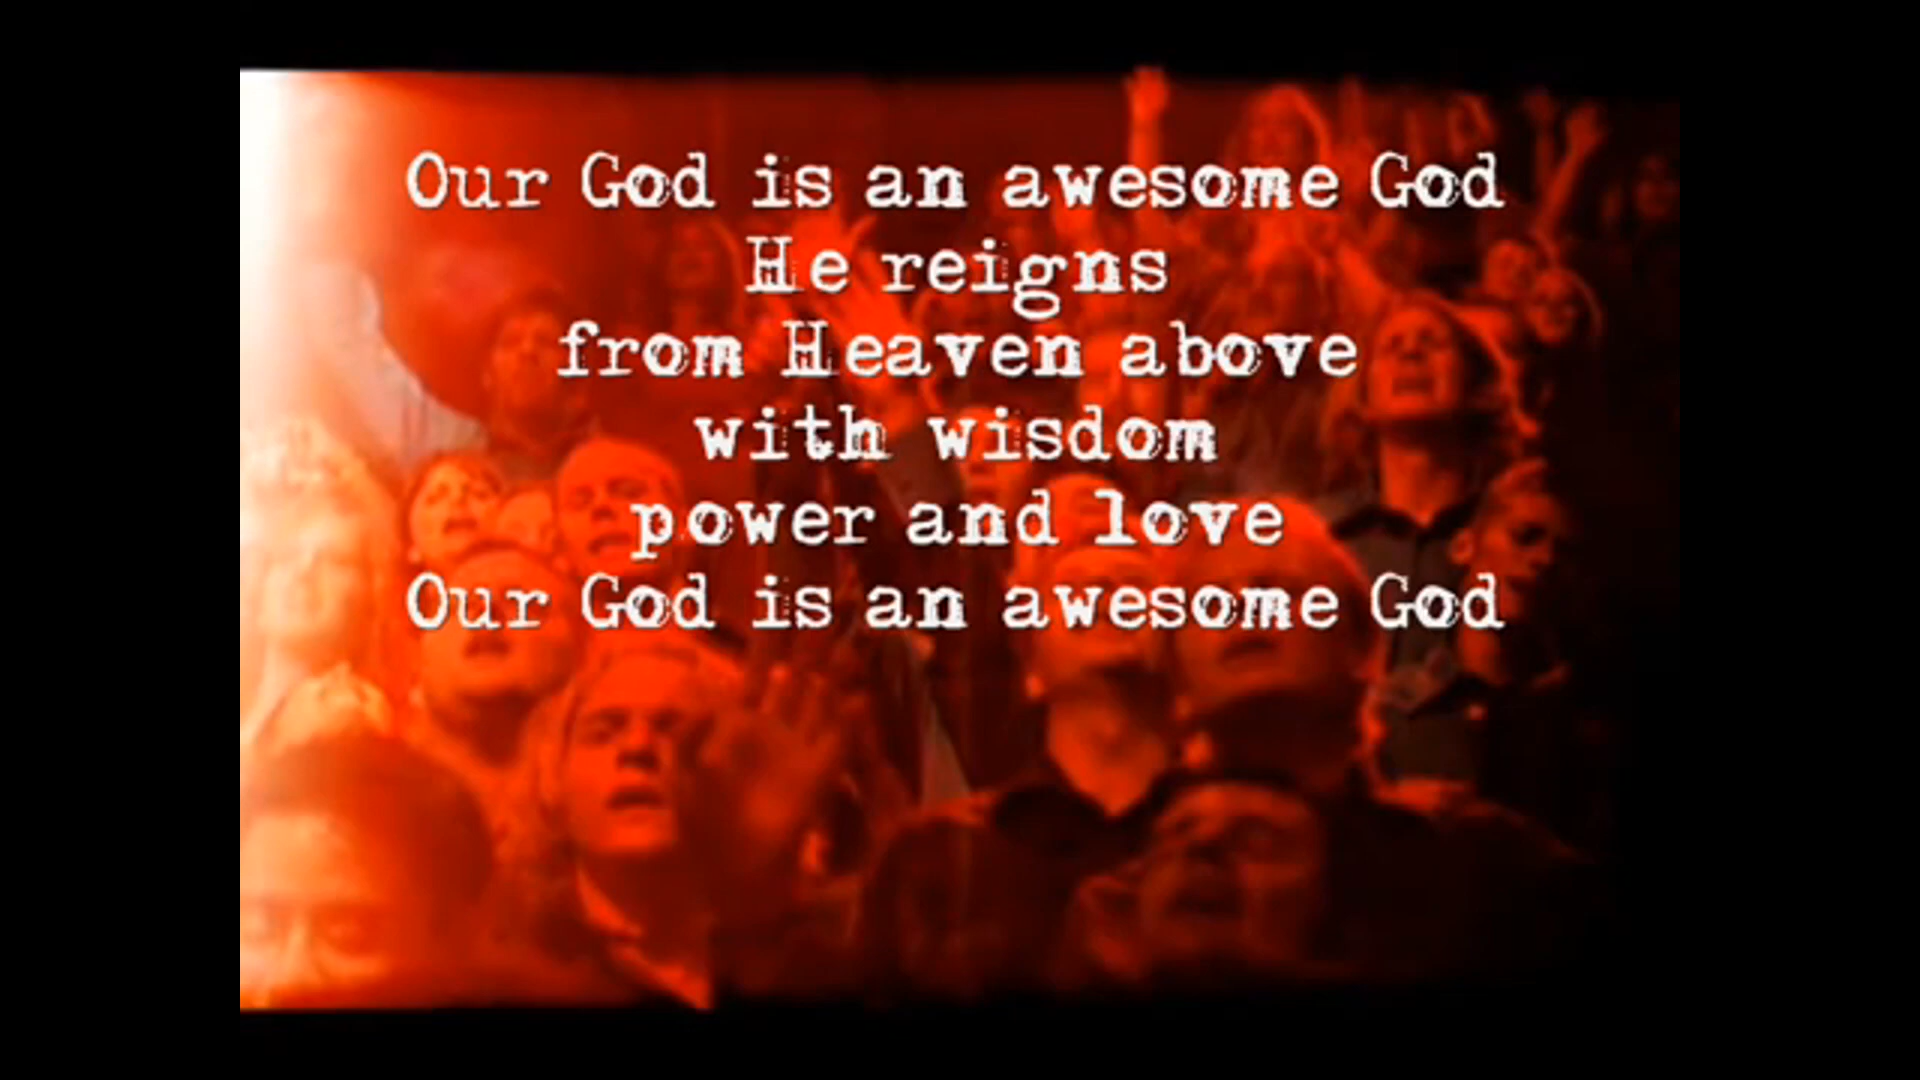 Our God is an awesome God
He reigns
from Heaven above
with wisdom
power and love
Our God is an awesome God